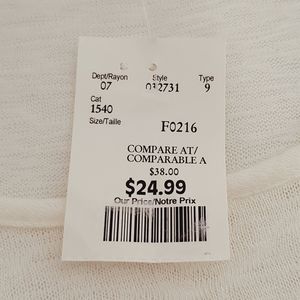 Dept/Rayon Style Type
07 032731 9
Cat
1540
Size/Taille
F0216
COMPARE AT/
COMPARABLE A
$38.00
$24.99
Our Price/Notre Prix